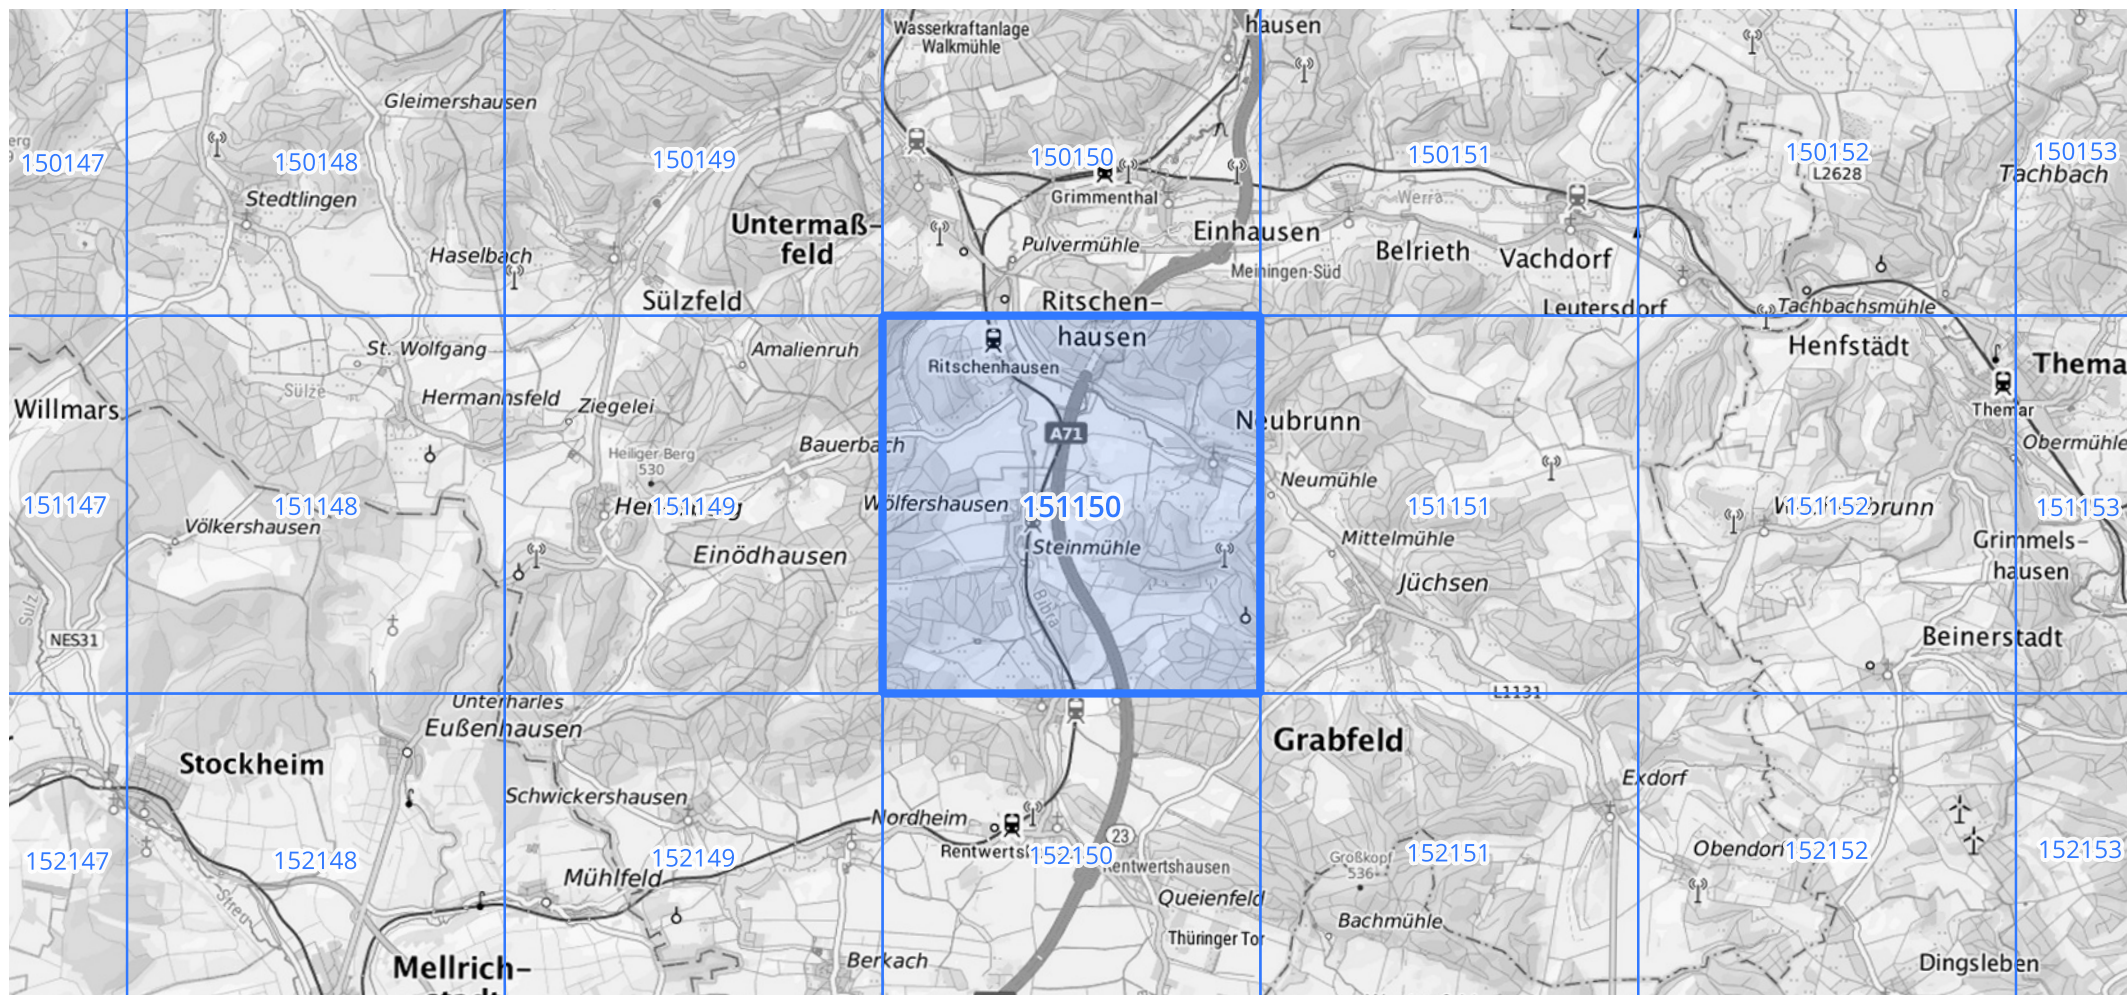 Wasserkraftanlage
Walkmühle
hausen
Gleimershausen
150147
150148
150149
150150
150151
150152
150153
L2628
Tachbach
Stedtlingen
Grimmenthal
Werra
Untermaß-
feld
Haselbach
Pulvermühle
Einhausen
Belrieth
Vachdorf
Meiningen-Süd
Sülzfeld
Ritschen-
hausen
Leutersdorf
Tachbachsmühle
St. Wolfgang
Amalienruh
Ritschenhausen
Henfstädt
Thema
Sülze
Hermannsfeld
Ziegelei
Willmars
Themar
Neubrunn
A71
Bauerbach
Obermühle
Heiliger Berg
530
Neumühle
151147
151148
151149
Wölfershausen
151150
151151
151152
151153
Völkershausen
Einödhausen
Steinmühle
Mittelmühle
Grimmels-
hausen
Jüchsen
Sulz
Bibra
NES31
Beinerstadt
Unterharles
L1131
Eußenhausen
Stockheim
Grabfeld
Exdorf
Schwickershausen
Nordheim
23
152147
152148
152149
152150
152151
152152
152153
Rentwertshausen
Großkopf
536
Obendorf
Mühlfeld
Streu
Queienfeld
Bachmühle
Thüringer Tor
Berkach
Mellrich-
Dingsleben